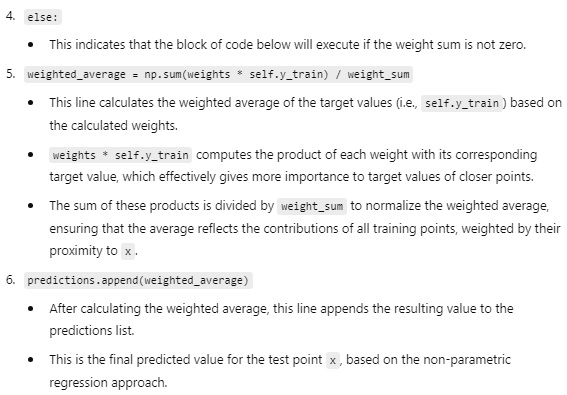 4. else:
• This indicates that the block of code below will execute if the weight sum is not zero.
5. weighted_average = np.sum(weights * self.y_train) / weight_sum
• This line calculates the weighted average of the target values (i.e., self.y_train ) based on
the calculated weights.
• weights * self.y_train computes the product of each weight with its corresponding
target value, which effectively gives more importance to target values of closer points.
• The sum of these products is divided by weight_sum to normalize the weighted average,
ensuring that the average reflects the contributions of all training points, weighted by their
proximity to x .
6. predictions.append(weighted_average)
• After calculating the weighted average, this line appends the resulting value to the
predictions list.
• This is the final predicted value for the test point x , based on the non-parametric
regression approach.